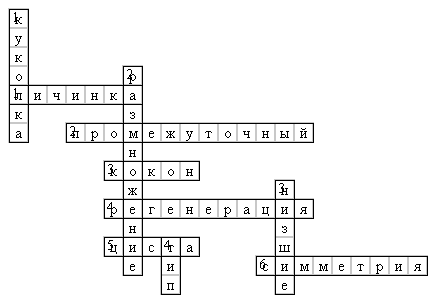 1 куколка
2 размножение
1 личинка
2 промежуточный
3 кокон
3 низшие
4 регенерация
5 циста
4 тип
6 симметрия